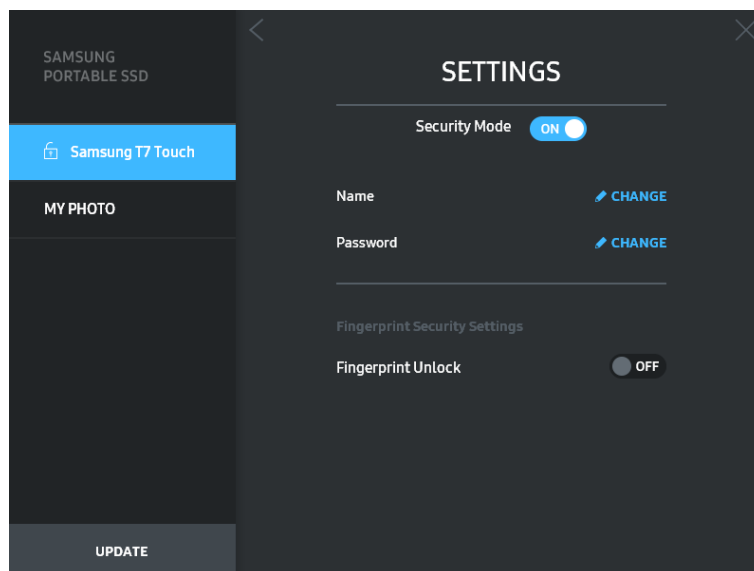 SAMSUNG
PORTABLE SSD
Samsung T7 Touch
MY PHOTO
UPDATE
SETTINGS
Security Mode ON
Name CHANGE
Password CHANGE
Fingerprint Security Settings
Fingerprint Unlock OFF